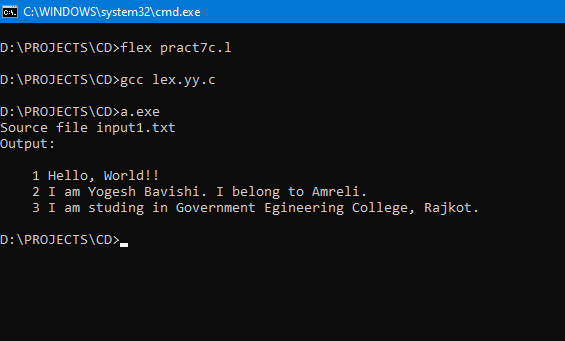 C:\WINDOWS\system32\cmd.exe
D:\PROJECTS\CD>flex pract7c.l
D:\PROJECTS\CD>gcc lex.yy.c
D:\PROJECTS\CD>a.exe
Source file input1.txt
Output:
1 Hello, World!!
2 I am Yogesh Bavishi. I belong to Amreli.
3 I am studing in Government Egineering College, Rajkot.
D:\PROJECTS\CD>